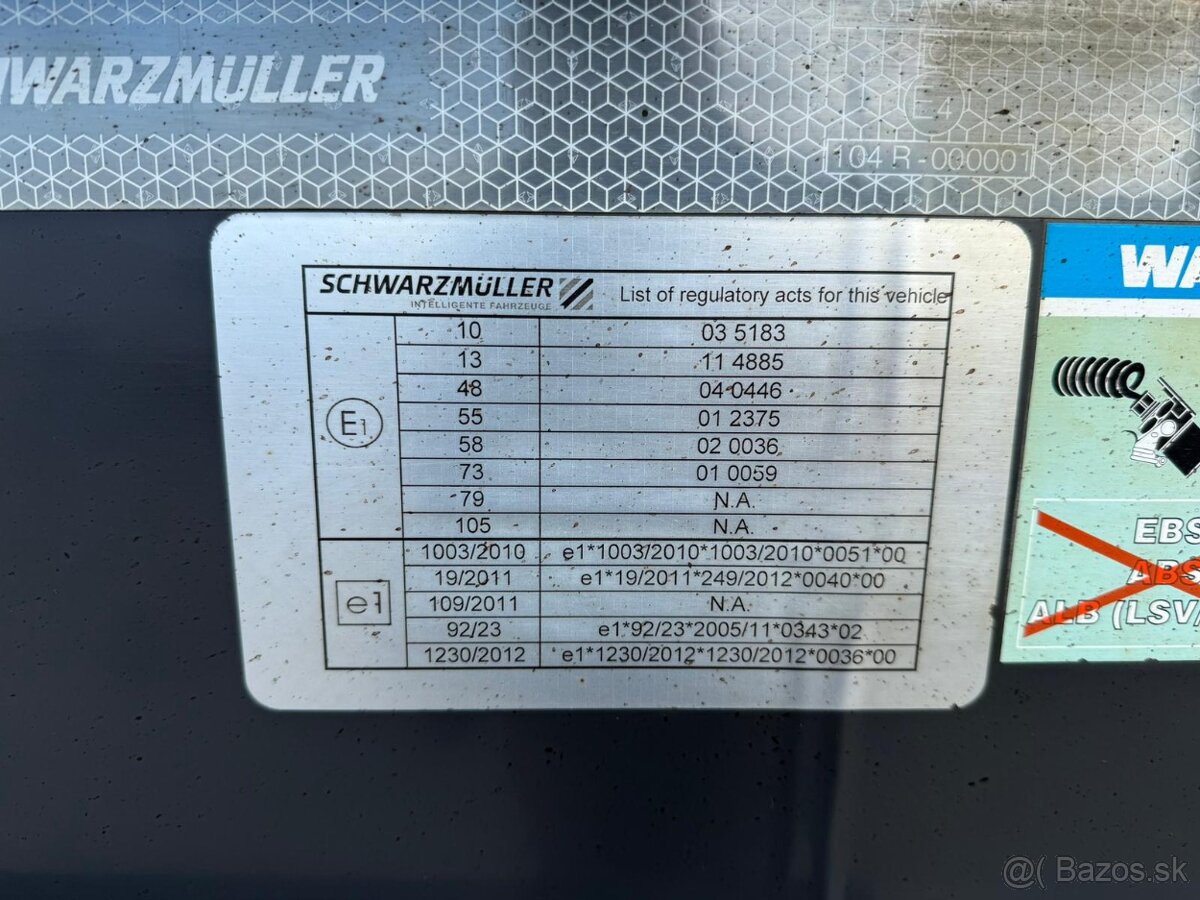 HWARZMÜLLER
E4
104 R-000001
SCHWARZMÜLLER
INTELLIGENTE FAHRZEUGE
List of regulatory acts for this vehicle
E1
10 03 5183
13 11 4885
48 04 0446
55 01 2375
58 02 0036
73 01 0059
79 N.A.
105 N.A.
e1
1003/2010 e1*1003/2010*1003/2010*0051*00
19/2011 e1*19/2011*249/2012*0040*00
109/2011 N.A.
92/23 e1*92/23*2005/11*0343*02
1230/2012 e1*1230/2012*1230/2012*0036*00
WA
EBS
ABS
ALB (LSV/
@( Bazos.sk